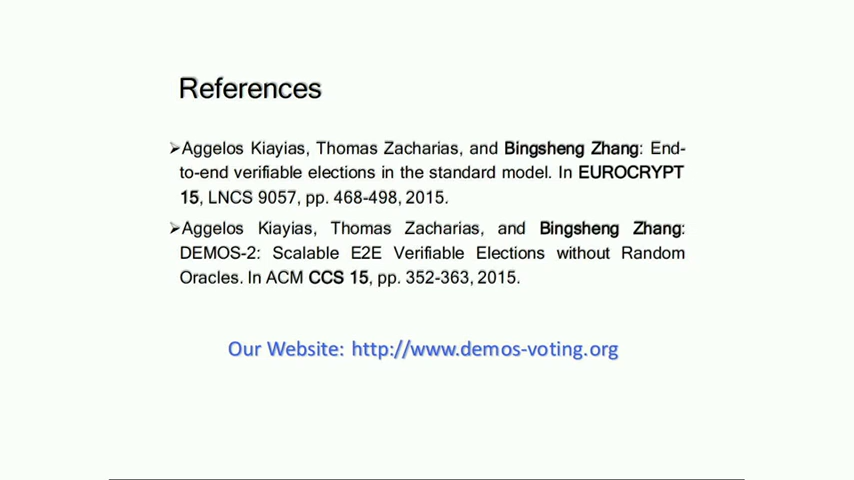 References
➢Aggelos Kiayias, Thomas Zacharias, and Bingsheng Zhang: End-
to-end verifiable elections in the standard model. In EUROCRYPT
15, LNCS 9057, pp. 468-498, 2015.
➢Aggelos Kiayias, Thomas Zacharias, and Bingsheng Zhang:
DEMOS-2: Scalable E2E Verifiable Elections without Random
Oracles. In ACM CCS 15, pp. 352-363, 2015.
Our Website: http://www.demos-voting.org